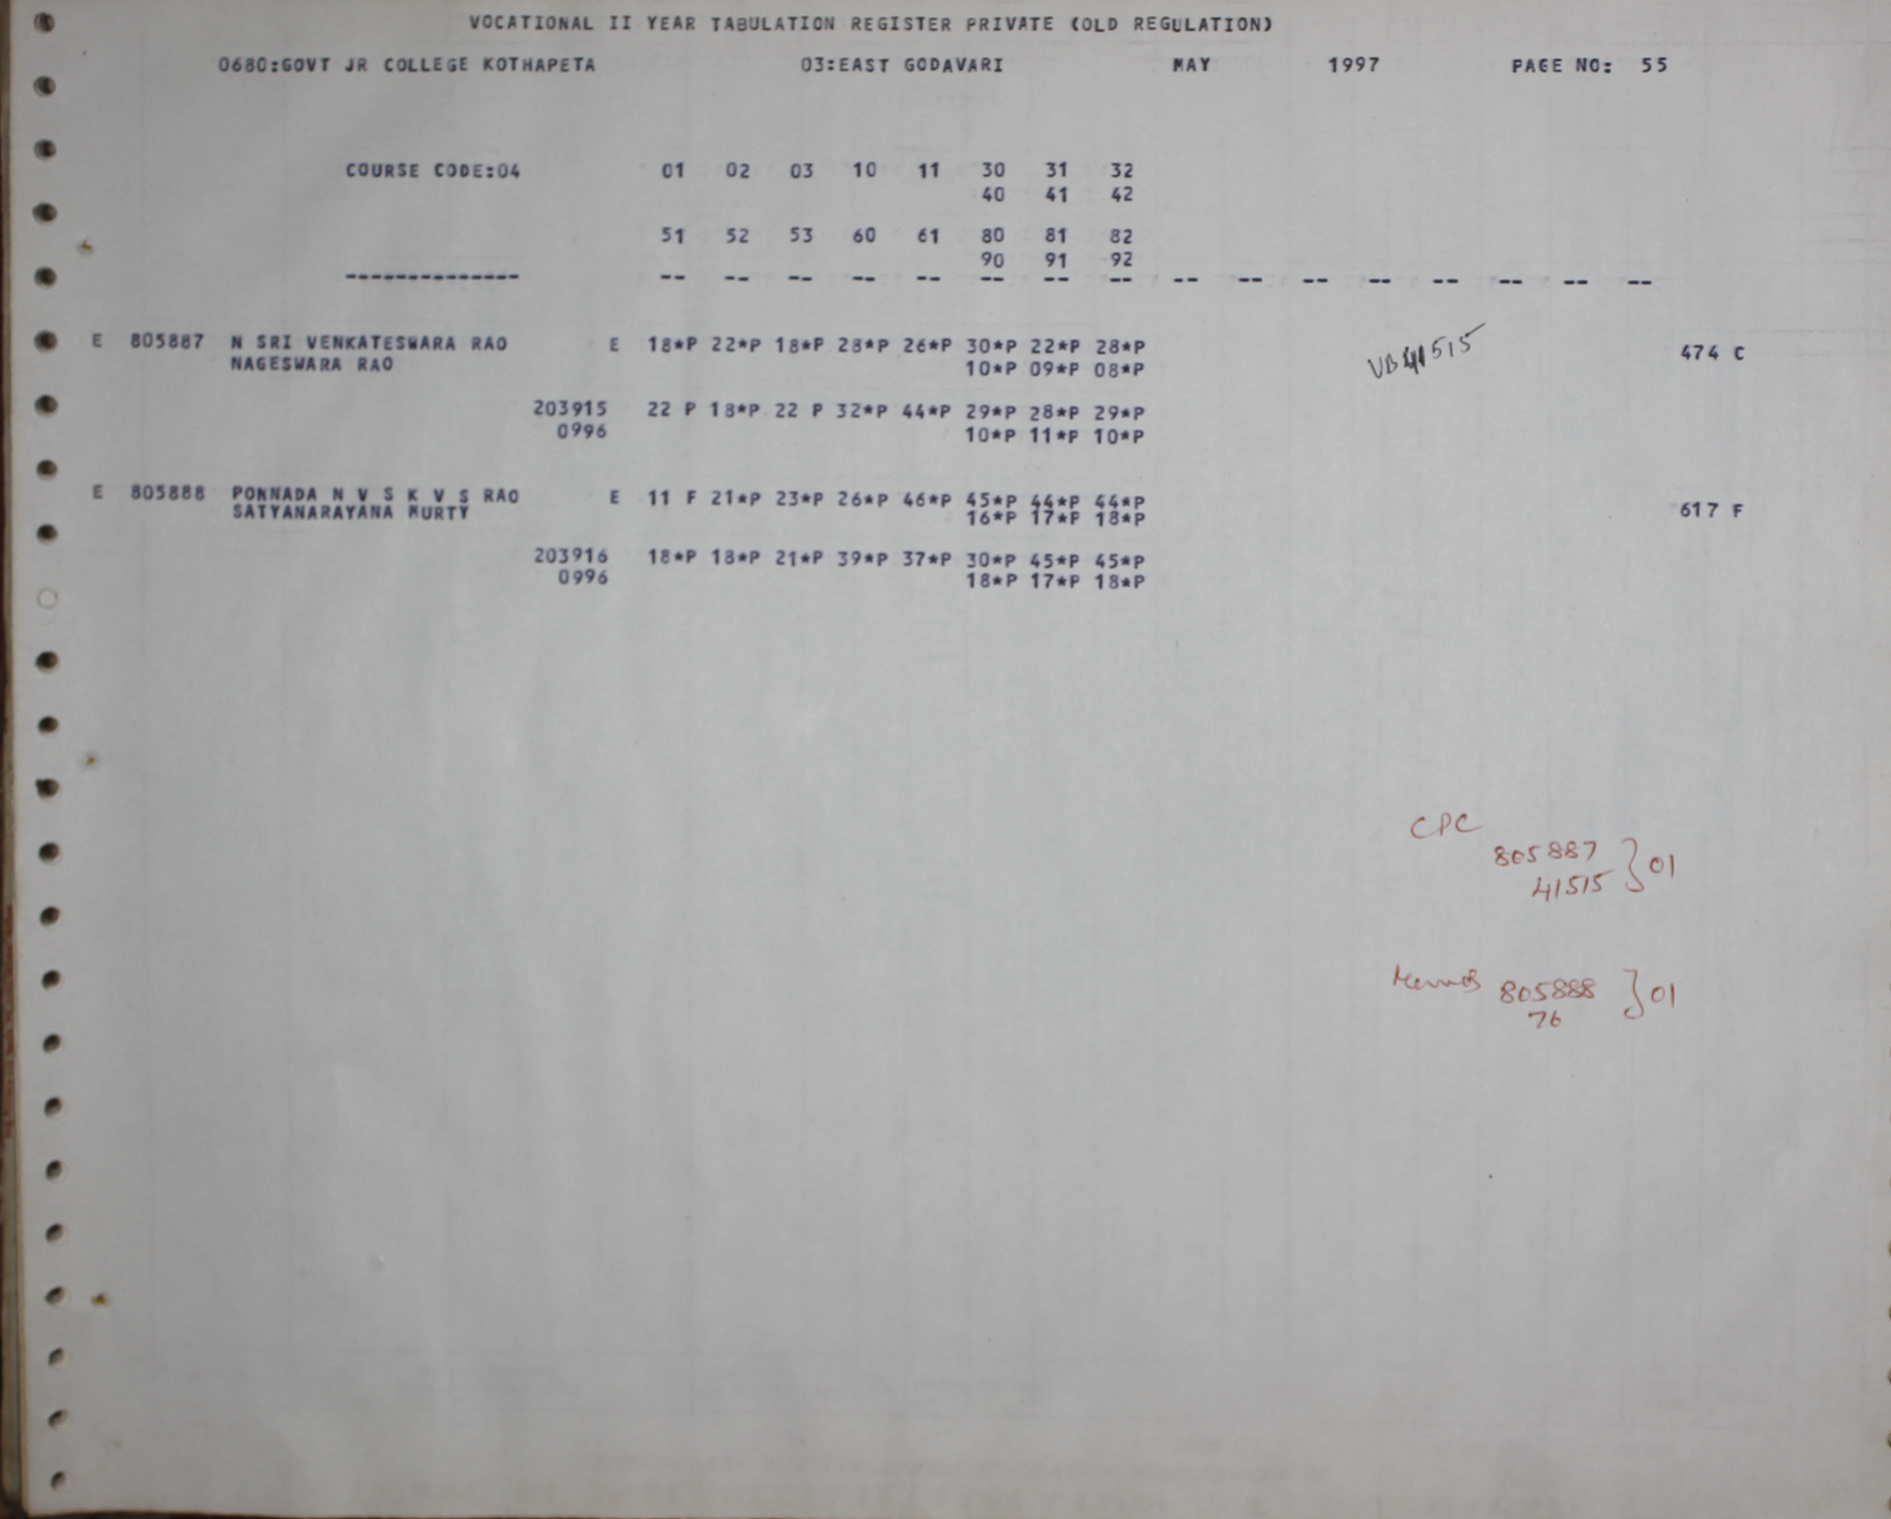 VOCATIONAL II YEAR TABULATION REGISTER PRIVATE (OLD REGULATION)
0680:GOVT JR COLLEGE KOTHAPETA 03:EAST GODAVARI MAY 1997 PAGE NO: 55
COURSE CODE:04 01 02 03 10 11 30 31 32
40 41 42
51 52 53 60 61 80 81 82
90 91 92
-------------- -- -- -- -- -- -- -- -- -- -- -- -- -- -- -- --
E 805887 N SRI VENKATESWARA RAO E 18*P 22*P 18*P 28*P 26*P 30*P 22*P 28*P VB 41515 474 C
NAGESWARA RAO 10*P 09*P 08*P
203915 22 P 18*P 22 P 32*P 44*P 29*P 28*P 29*P
0996 10*P 11*P 10*P
E 805888 PONNADA N V S K V S RAO E 11 F 21*P 23*P 26*P 46*P 45*P 44*P 44*P 617 F
SATYANARAYANA MURTY 16*P 17*P 18*P
203916 18*P 18*P 21*P 39*P 37*P 30*P 45*P 45*P
0996 18*P 17*P 18*P
CPC
805887 } 01
41515
805888 } 01
76